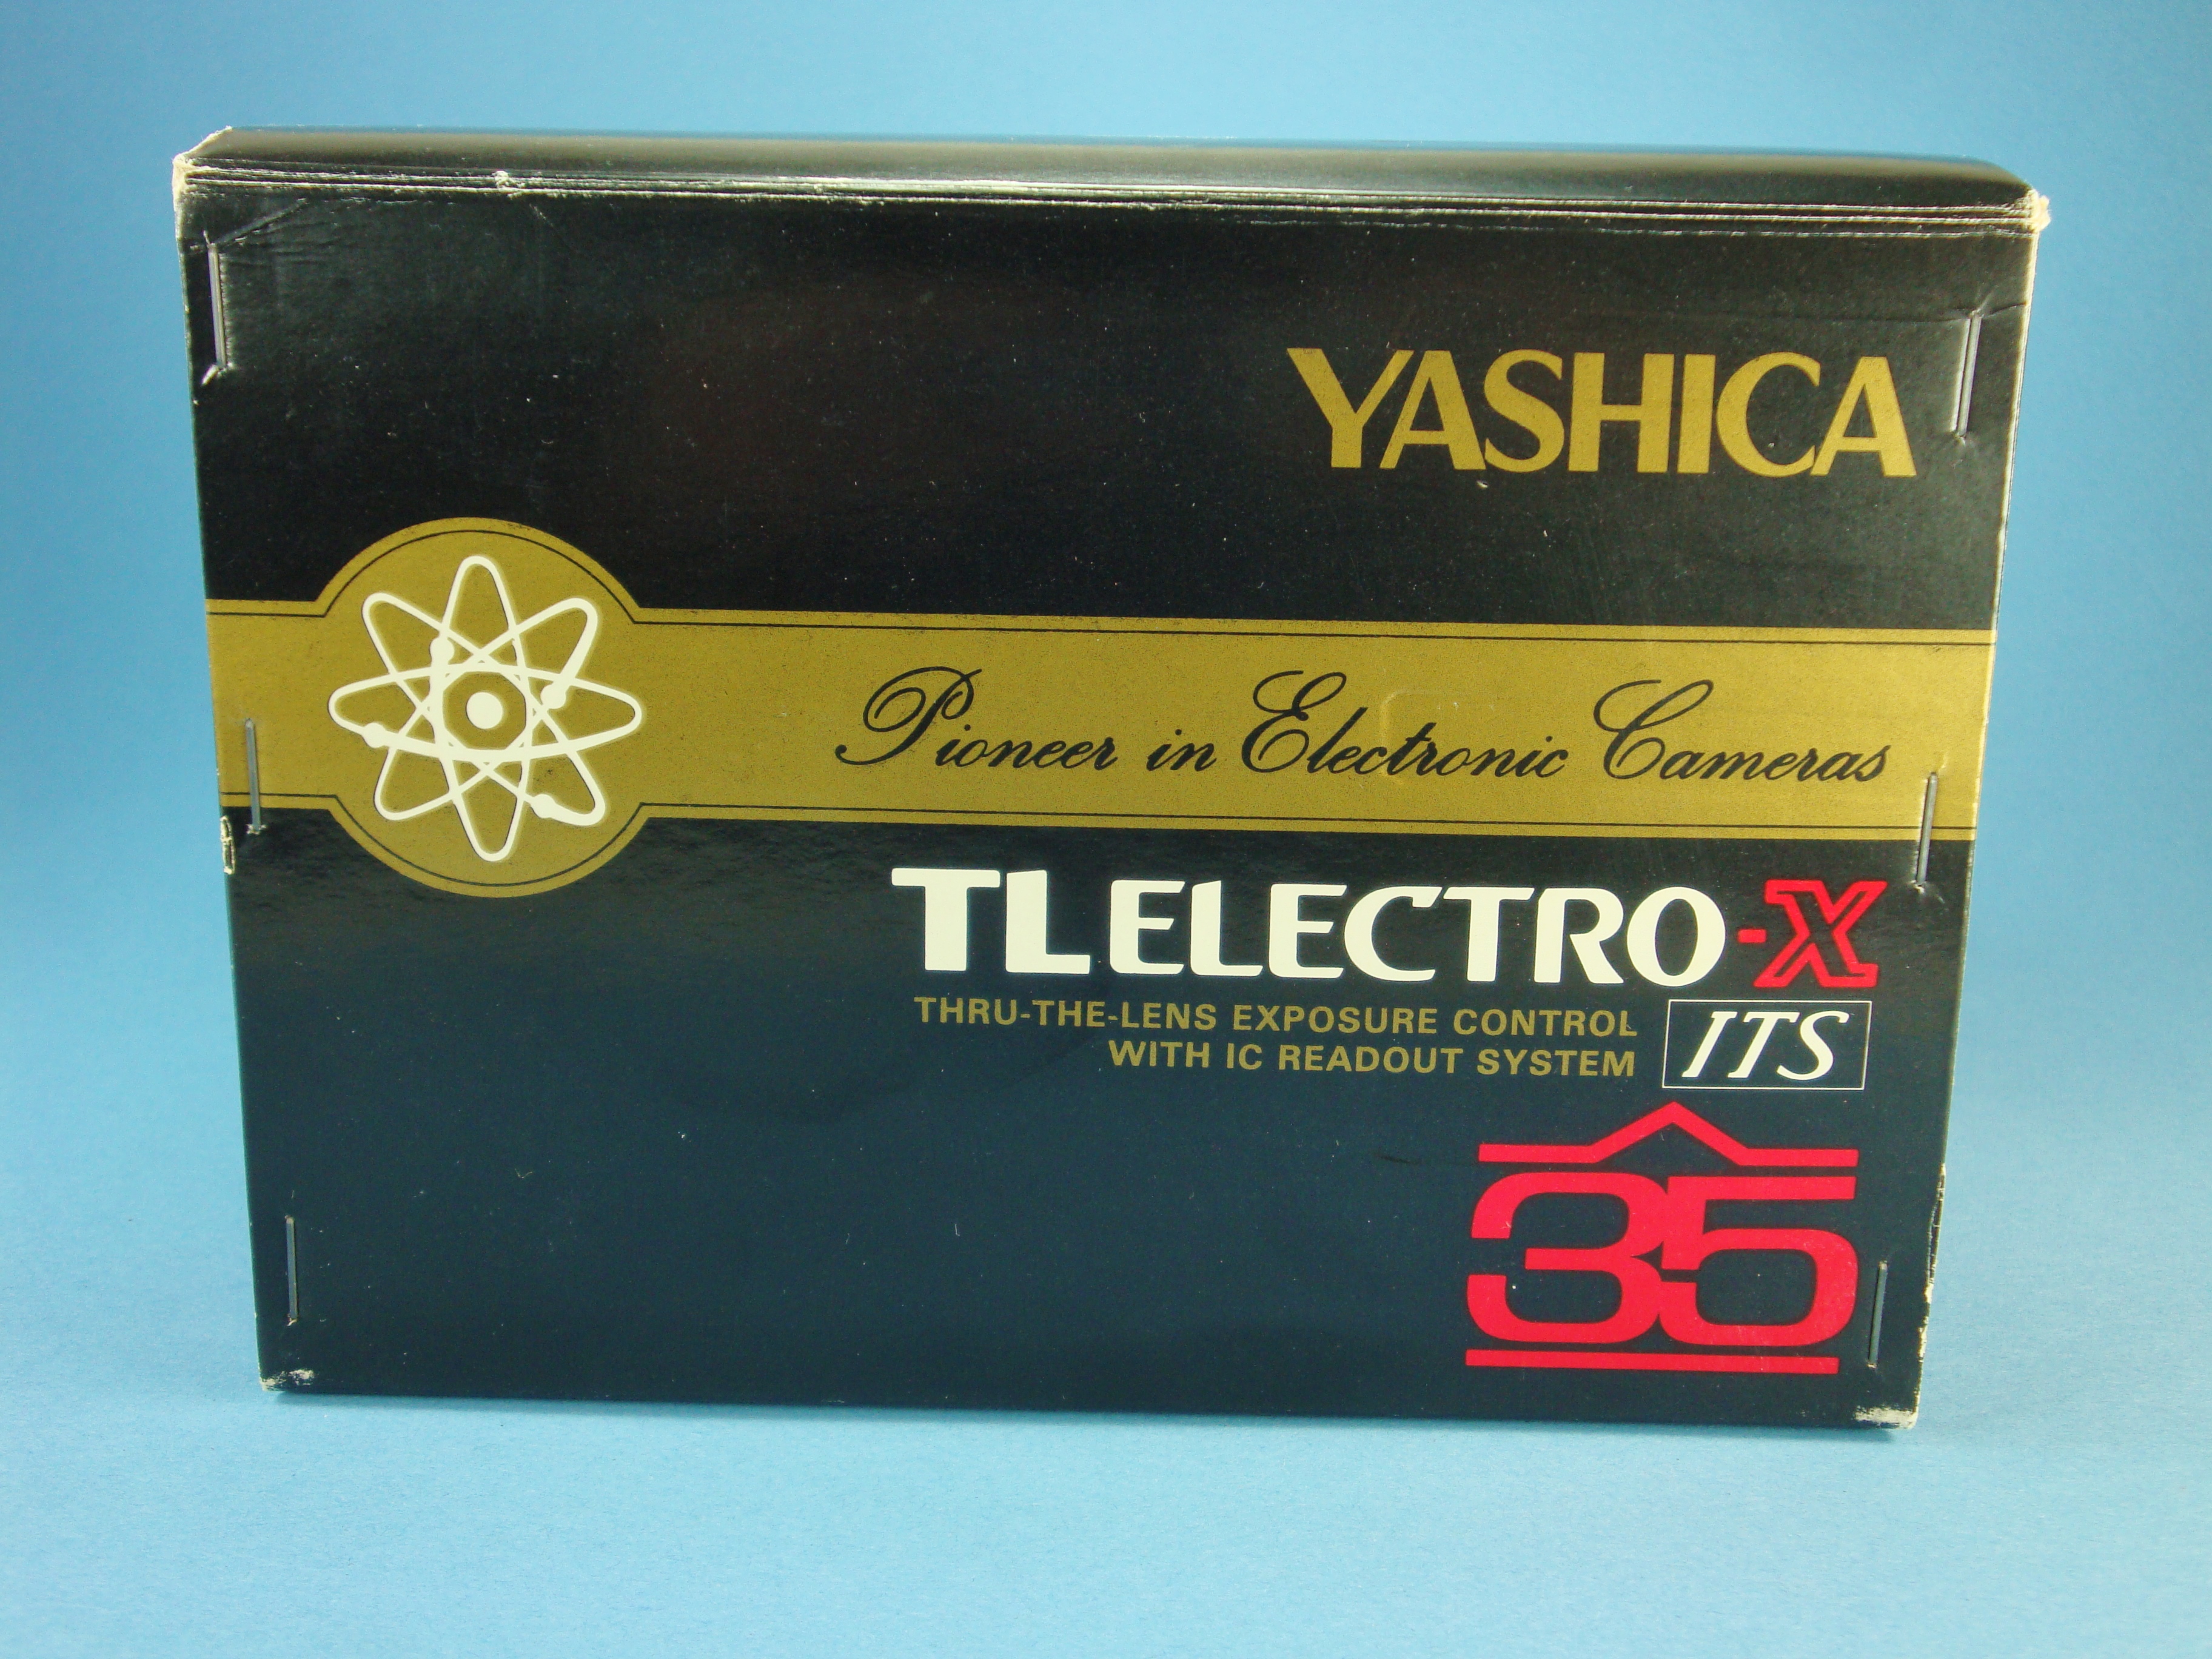 YASHICA
Pioneer in Electronic Cameras
TL ELECTRO-X
THRU-THE-LENS EXPOSURE CONTROL
WITH IC READOUT SYSTEM
ITS
35